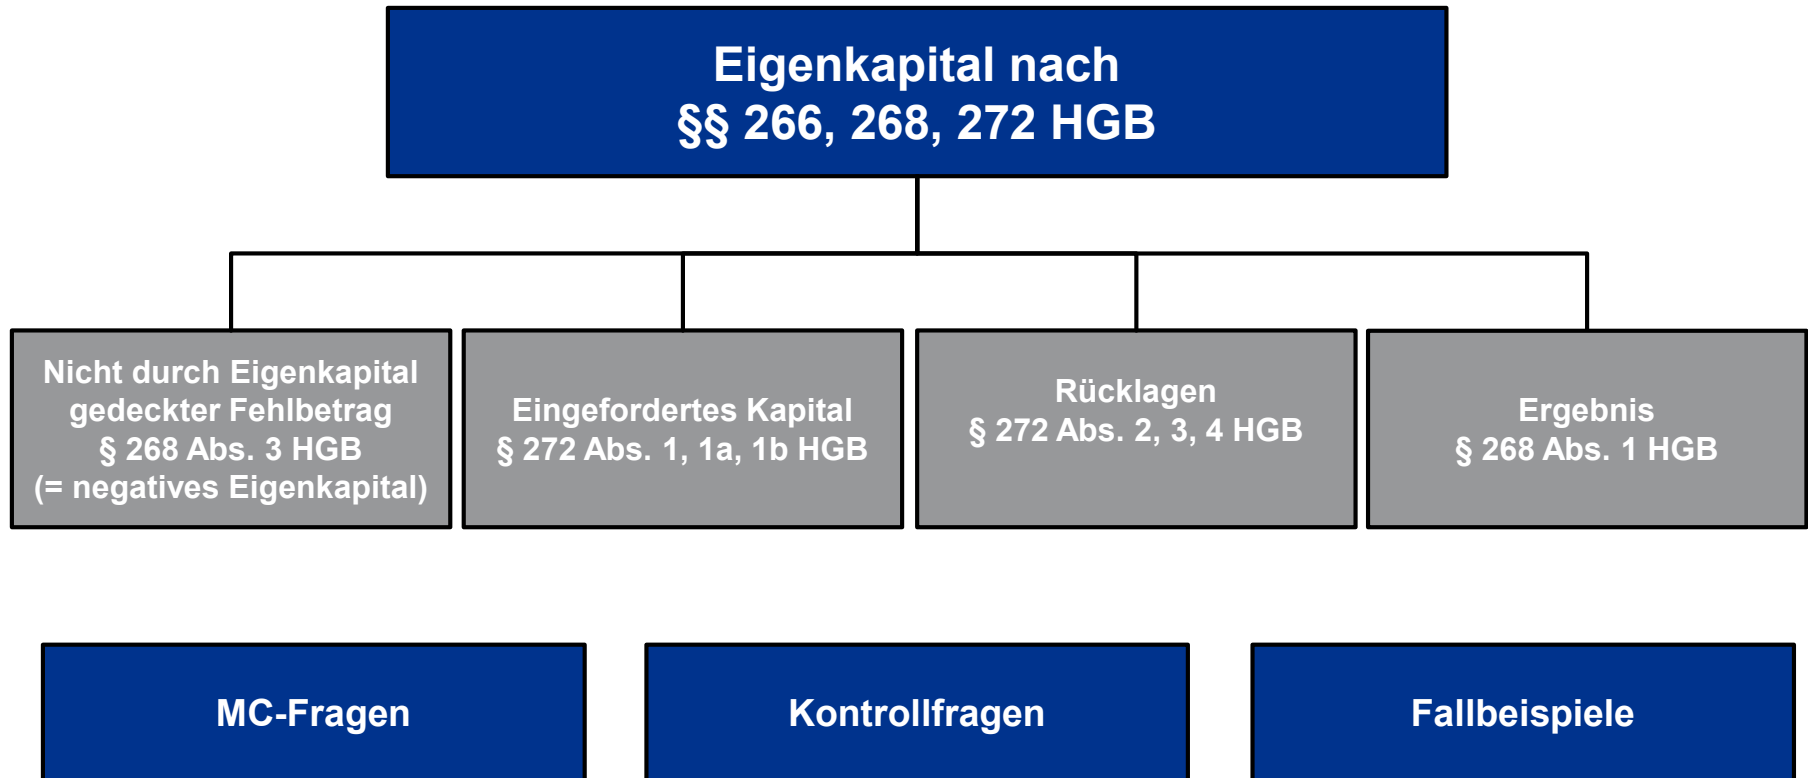 Eigenkapital nach
§§ 266, 268, 272 HGB
Nicht durch Eigenkapital
gedeckter Fehlbetrag
§ 268 Abs. 3 HGB
(= negatives Eigenkapital)
Eingefordertes Kapital
§ 272 Abs. 1, 1a, 1b HGB
Rücklagen
§ 272 Abs. 2, 3, 4 HGB
Ergebnis
§ 268 Abs. 1 HGB
MC-Fragen
Kontrollfragen
Fallbeispiele